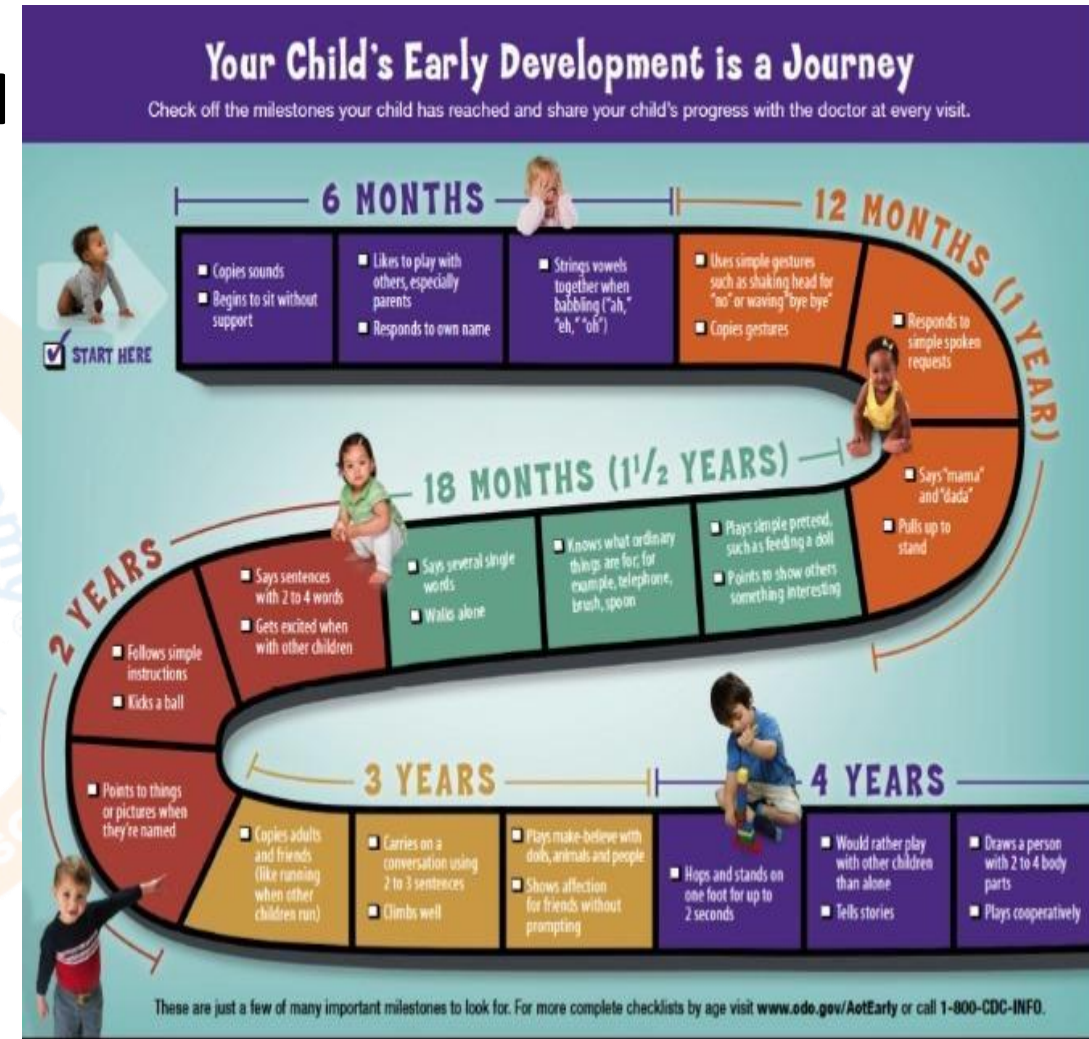 Your Child's Early Development is a Journey
Check off the milestones your child has reached and share your child's progress with the doctor at every visit.
6 MONTHS
START HERE
Copies sounds
Begins to sit without
support
Likes to play with
others, especially
parents
Responds to own name
Strings vowels
together when
babbling ("ah,"
"eh," "oh")
12 MONTHS (1 YEAR)
Uses simple gestures
such as shaking head for
"no" or waving "bye bye"
Copies gestures
Responds to
simple spoken
requests
Says "mama"
and "dada"
Pulls up to
stand
18 MONTHS (1 1/2 YEARS)
Plays simple pretend,
such as feeding a doll
Points to show others
something interesting
Knows what ordinary
things are for; for
example, telephone,
brush, spoon
Says several single
words
Walks alone
2 YEARS
Says sentences
with 2 to 4 words
Gets excited when
with other children
Follows simple
instructions
Kicks a ball
Points to things
or pictures when
they're named
3 YEARS
Copies adults
and friends
(like running
when other
children run)
Carries on a
conversation using
2 to 3 sentences
Climbs well
Plays make-believe with
dolls, animals and people
Shows affection
for friends without
prompting
4 YEARS
Hops and stands on
one foot for up to
2 seconds
Would rather play
with other children
than alone
Tells stories
Draws a person
with 2 to 4 body
parts
Plays cooperatively
These are just a few of many important milestones to look for. For more complete checklists by age visit www.odo.gov/AotEarly or call 1-800-CDC-INFO.